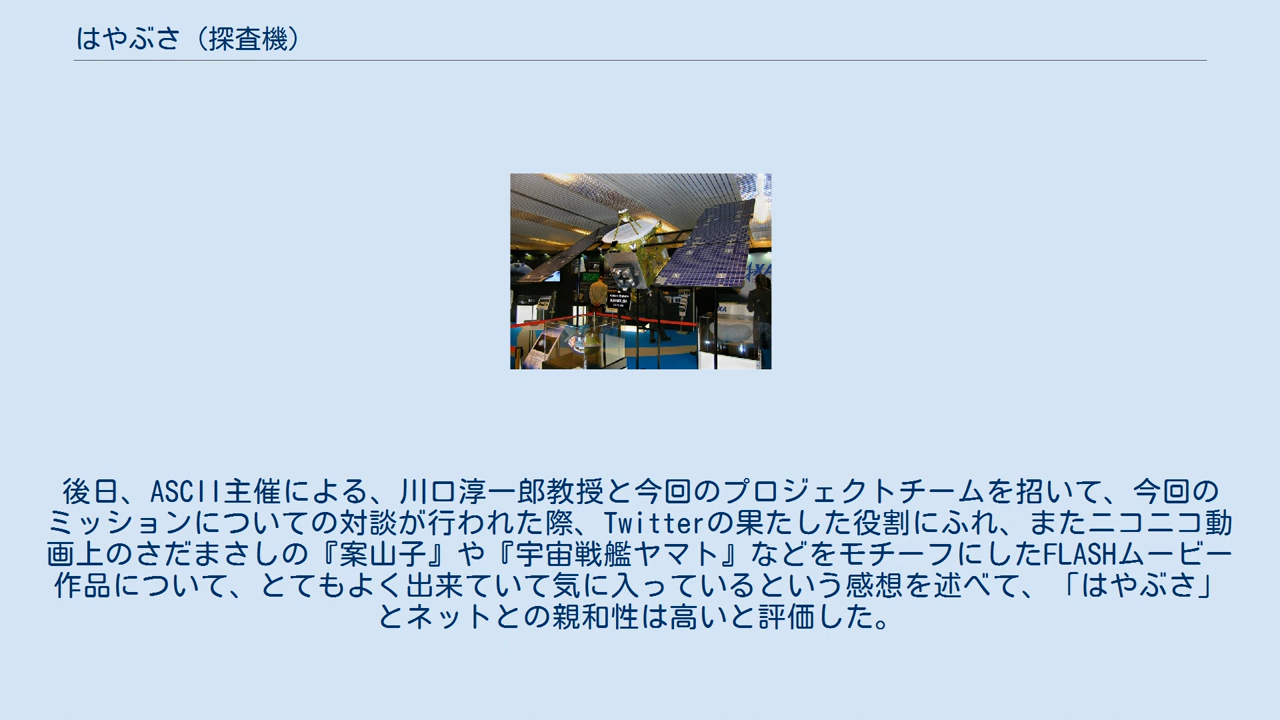 はやぶさ（探査機）
後日、ASCII主催による、川口淳一郎教授と今回のプロジェクトチームを招いて、今回の
ミッションについての対談が行われた際、Twitterの果たした役割にふれ、またニコニコ動
画上のさだまさしの『案山子』や『宇宙戦艦ヤマト』などをモチーフにしたFLASHムービー
作品について、とてもよく出来ていて気に入っているという感想を述べて、「はやぶさ」
とネットとの親和性は高いと評価した。